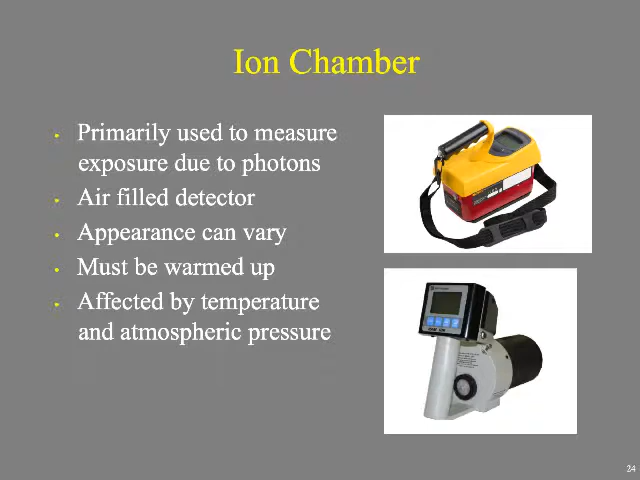 Ion Chamber
Primarily used to measure
exposure due to photons
Air filled detector
Appearance can vary
Must be warmed up
Affected by temperature
and atmospheric pressure
24